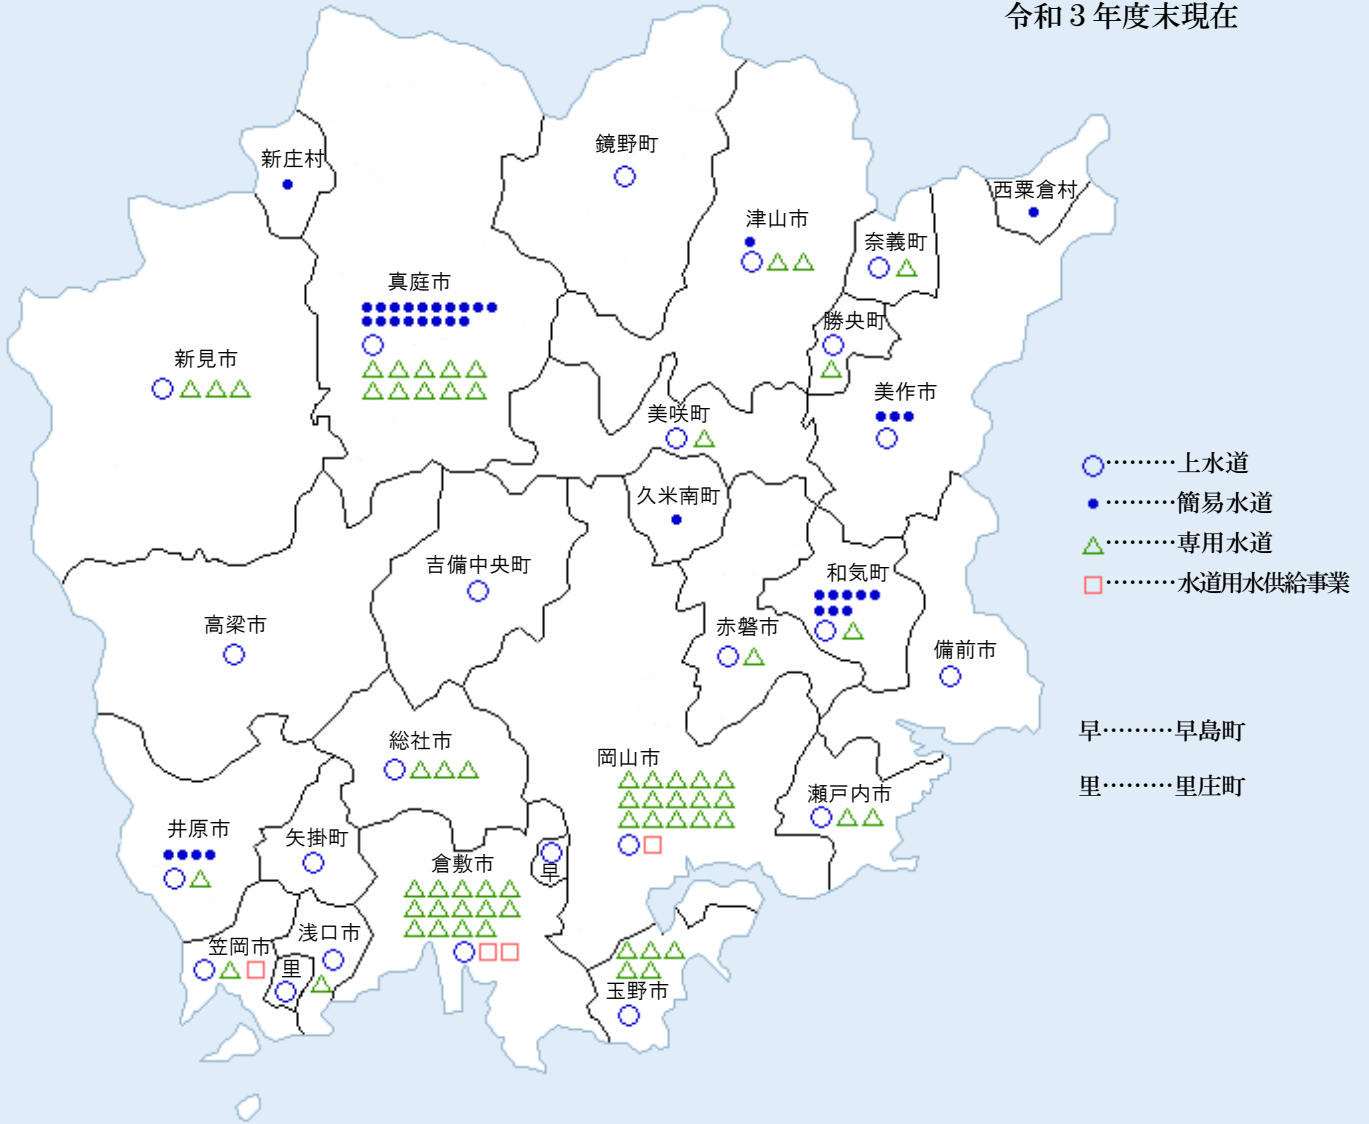 令和３年度末現在
鏡野町
新庄村
西粟倉村
津山市
奈義町
真庭市
勝央町
新見市
美作市
美咲町
久米南町
吉備中央町
和気町
高梁市
赤磐市
備前市
総社市
岡山市
瀬戸内市
井原市
矢掛町
倉敷市
早
笠岡市
浅口市
里
玉野市
………上水道
………簡易水道
………専用水道
………水道用水供給事業
早………早島町
里………里庄町